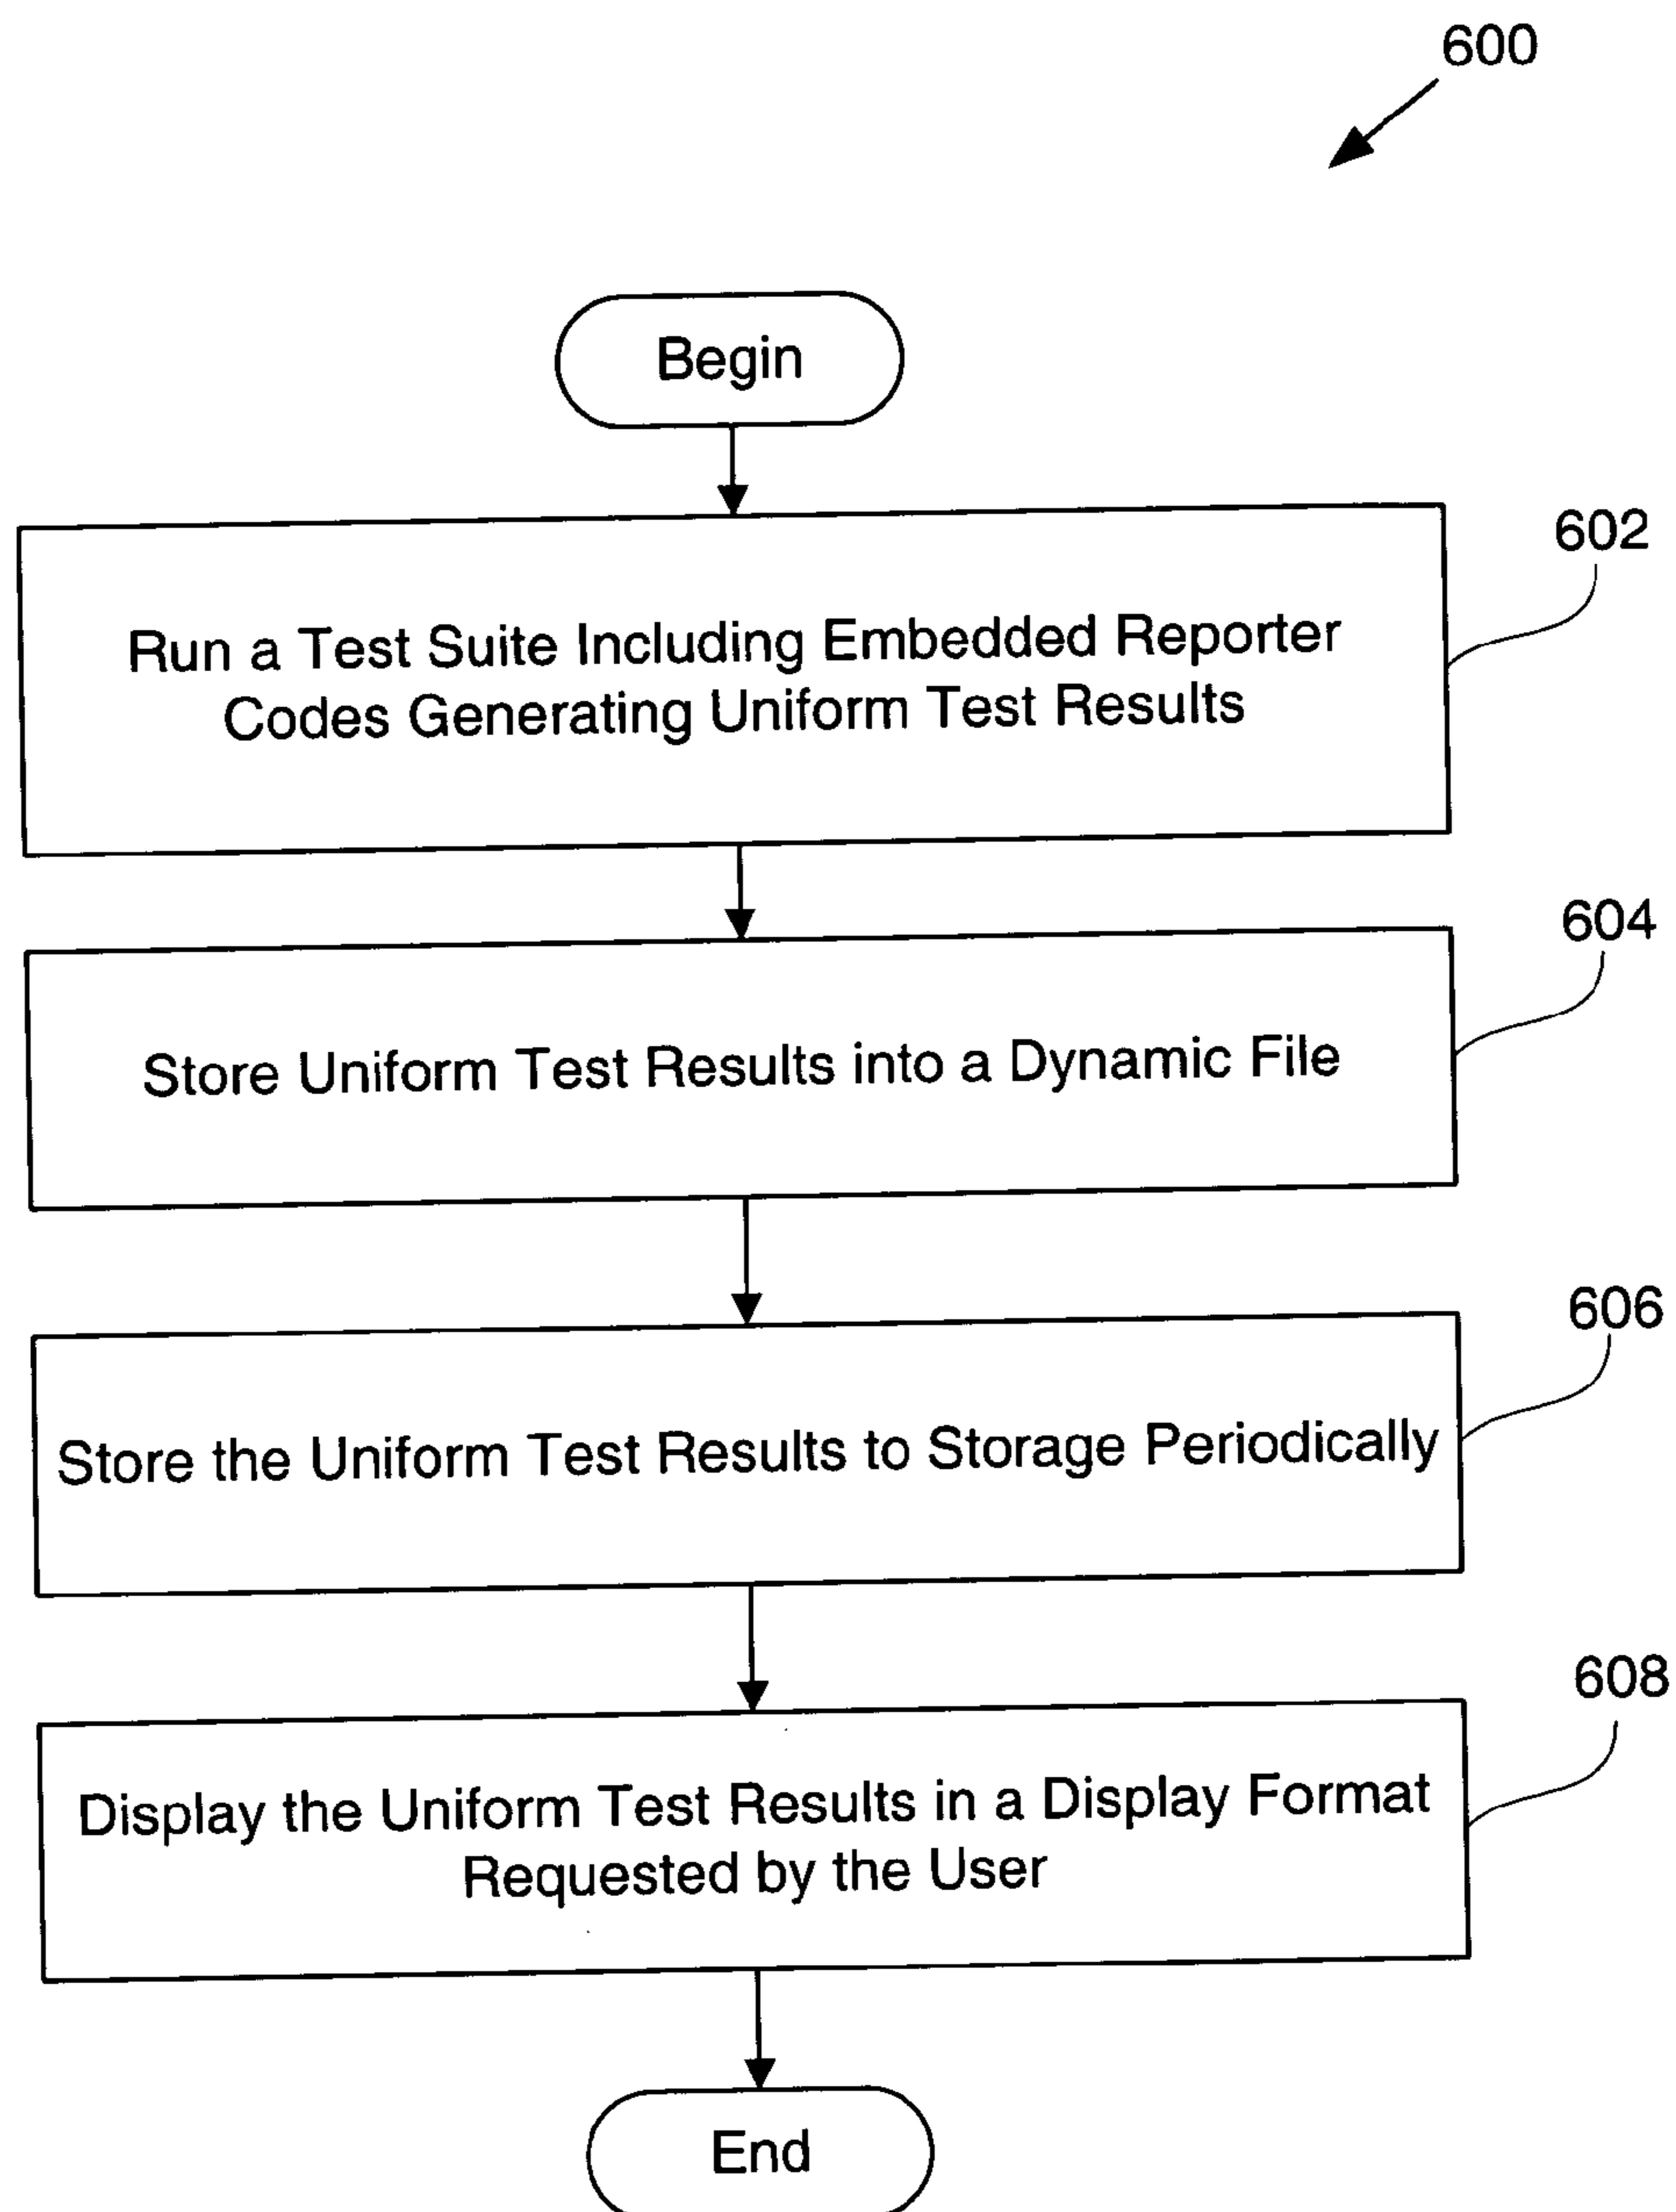 600
Begin
602
Run a Test Suite Including Embedded Reporter
Codes Generating Uniform Test Results
604
Store Uniform Test Results into a Dynamic File
606
Store the Uniform Test Results to Storage Periodically
608
Display the Uniform Test Results in a Display Format
Requested by the User
End